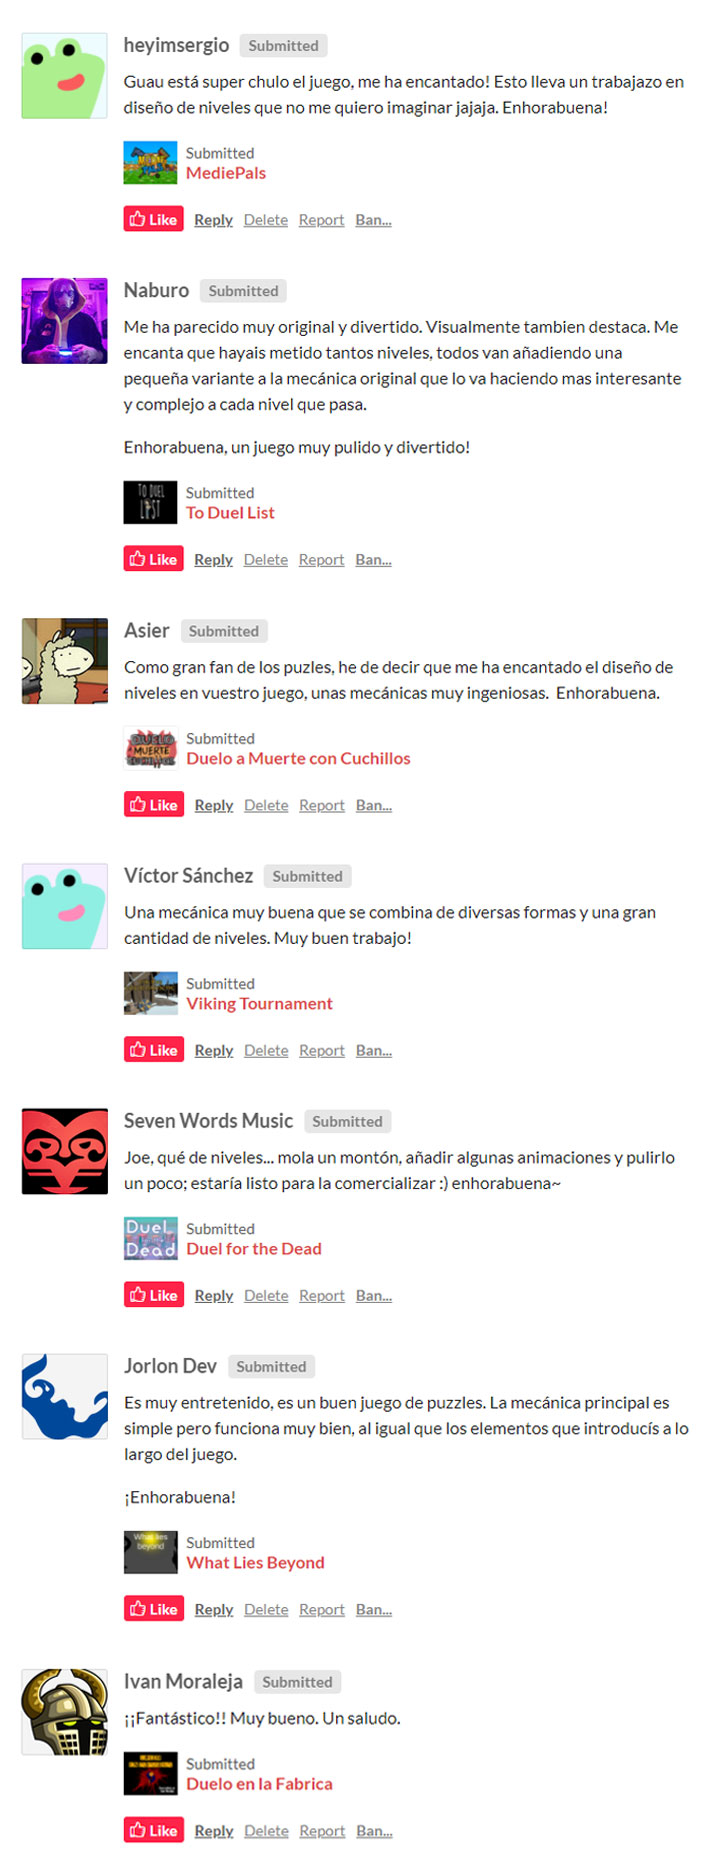 heyimsergio Submitted
Guau está super chulo el juego, me ha encantado! Esto lleva un trabajazo en
diseño de niveles que no me quiero imaginar jajaja. Enhorabuena!
Submitted
MediePals
Like Reply Delete Report Ban...
Naburo Submitted
Me ha parecido muy original y divertido. Visualmente tambien destaca. Me
encanta que hayais metido tantos niveles, todos van añadiendo una
pequeña variante a la mecánica original que lo va haciendo mas interesante
y complejo a cada nivel que pasa.
Enhorabuena, un juego muy pulido y divertido!
TO DUEL
LIST
Submitted
To Duel List
Like Reply Delete Report Ban...
Asier Submitted
Como gran fan de los puzles, he de decir que me ha encantado el diseño de
niveles en vuestro juego, unas mecánicas muy ingeniosas. Enhorabuena.
DUELO
MUERTE
CUCHILLOS
Submitted
Duelo a Muerte con Cuchillos
Like Reply Delete Report Ban...
Víctor Sánchez Submitted
Una mecánica muy buena que se combina de diversas formas y una gran
cantidad de niveles. Muy buen trabajo!
Submitted
Viking Tournament
Like Reply Delete Report Ban...
Seven Words Music Submitted
Joe, qué de niveles... mola un montón, añadir algunas animaciones y pulirlo
un poco; estaría listo para la comercializar :) enhorabuena~
Duel
Dead
Submitted
Duel for the Dead
Like Reply Delete Report Ban...
Jorlon Dev Submitted
Es muy entretenido, es un buen juego de puzzles. La mecánica principal es
simple pero funciona muy bien, al igual que los elementos que introducís a lo
largo del juego.
¡Enhorabuena!
What lies
beyond
Submitted
What Lies Beyond
Like Reply Delete Report Ban...
Ivan Moraleja Submitted
¡¡Fantástico!! Muy bueno. Un saludo.
Submitted
Duelo en la Fabrica
Like Reply Delete Report Ban...